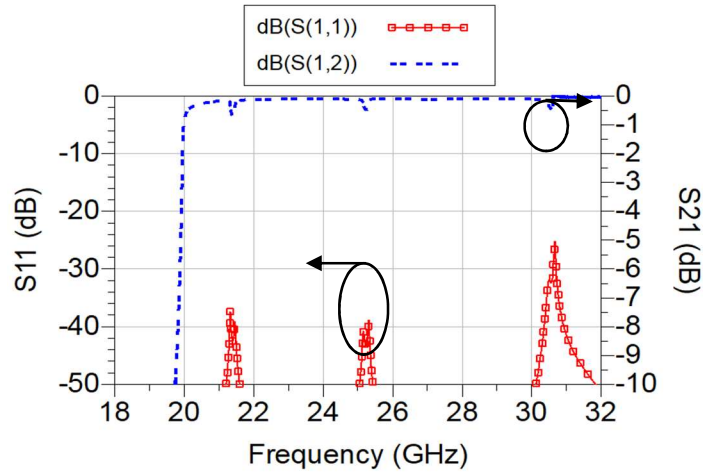 dB(S(1,1))
dB(S(1,2))
0
-10
-20
-30
-40
-50
S11 (dB)
0
-1
-2
-3
-4
-5
-6
-7
-8
-9
-10
S21 (dB)
18 20 22 24 26 28 30 32
Frequency (GHz)